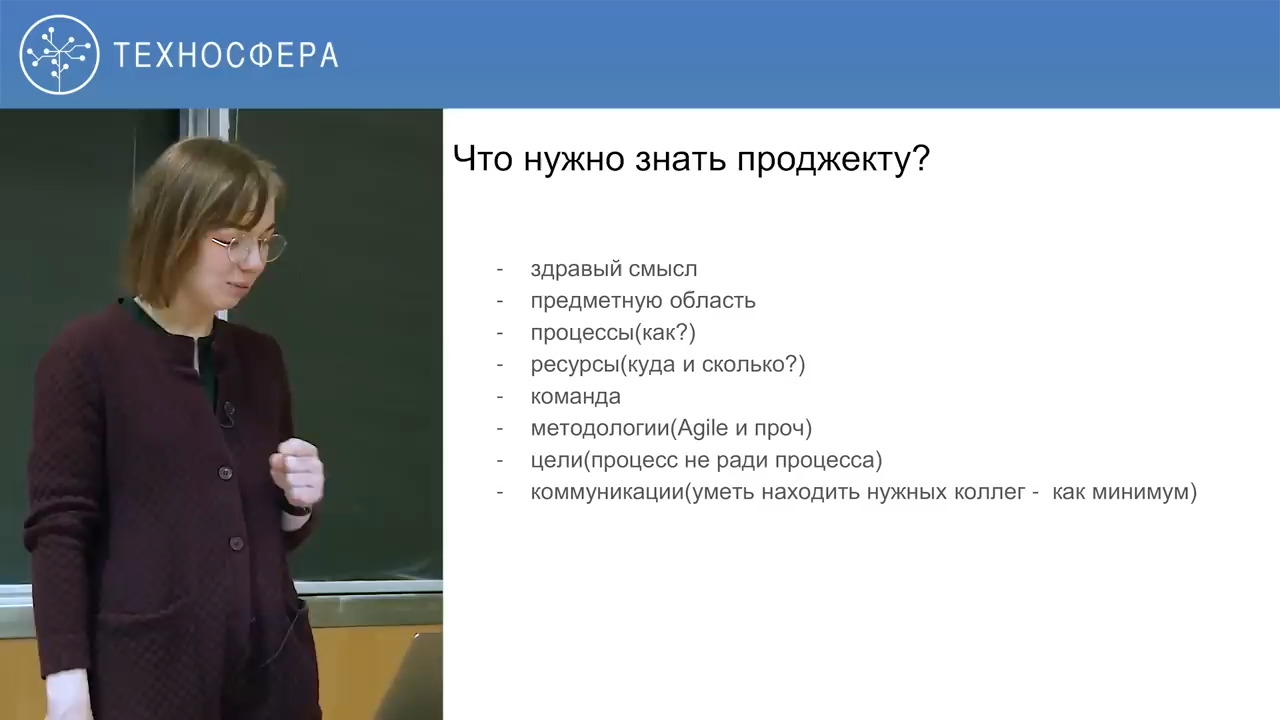 ТЕХНОСФЕРА
Что нужно знать проджекту?
- здравый смысл
- предметную область
- процессы(как?)
- ресурсы(куда и сколько?)
- команда
- методологии(Agile и проч)
- цели(процесс не ради процесса)
- коммуникации(уметь находить нужных коллег - как минимум)